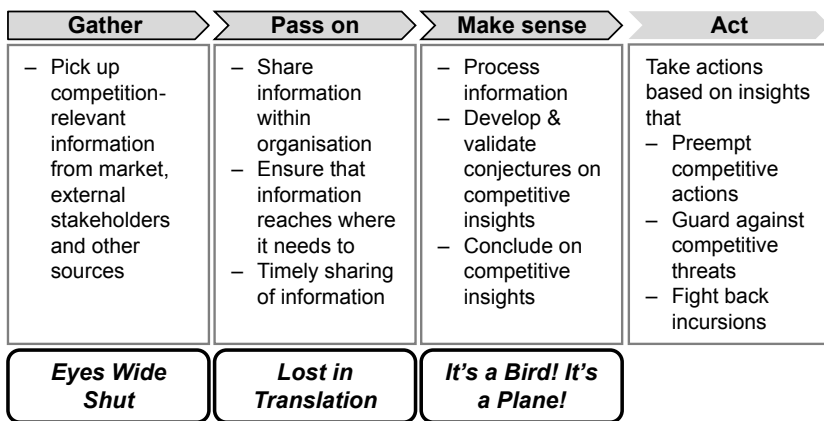 Gather
Pass on
Make sense
Act
– Pick up
competition-
relevant
information
from market,
external
stakeholders
and other
sources
– Share
information
within
organisation
– Ensure that
information
reaches where
it needs to
– Timely sharing
of information
– Process
information
– Develop &
validate
conjectures on
competitive
insights
– Conclude on
competitive
insights
Take actions
based on insights
that
– Preempt
competitive
actions
– Guard against
competitive
threats
– Fight back
incursions
Eyes Wide
Shut
Lost in
Translation
It's a Bird! It's
a Plane!